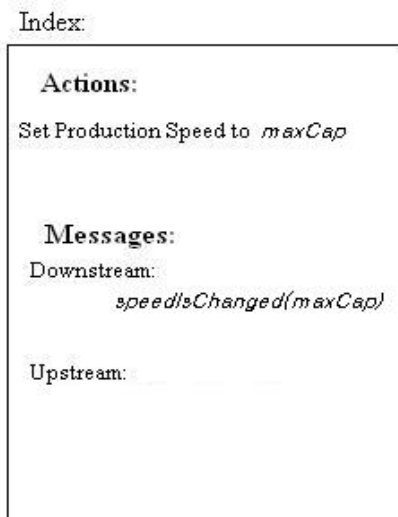 Index:
Actions:
Set Production Speed to maxCap
Messages:
Downstream:
speedIsChanged(maxCap)
Upstream: